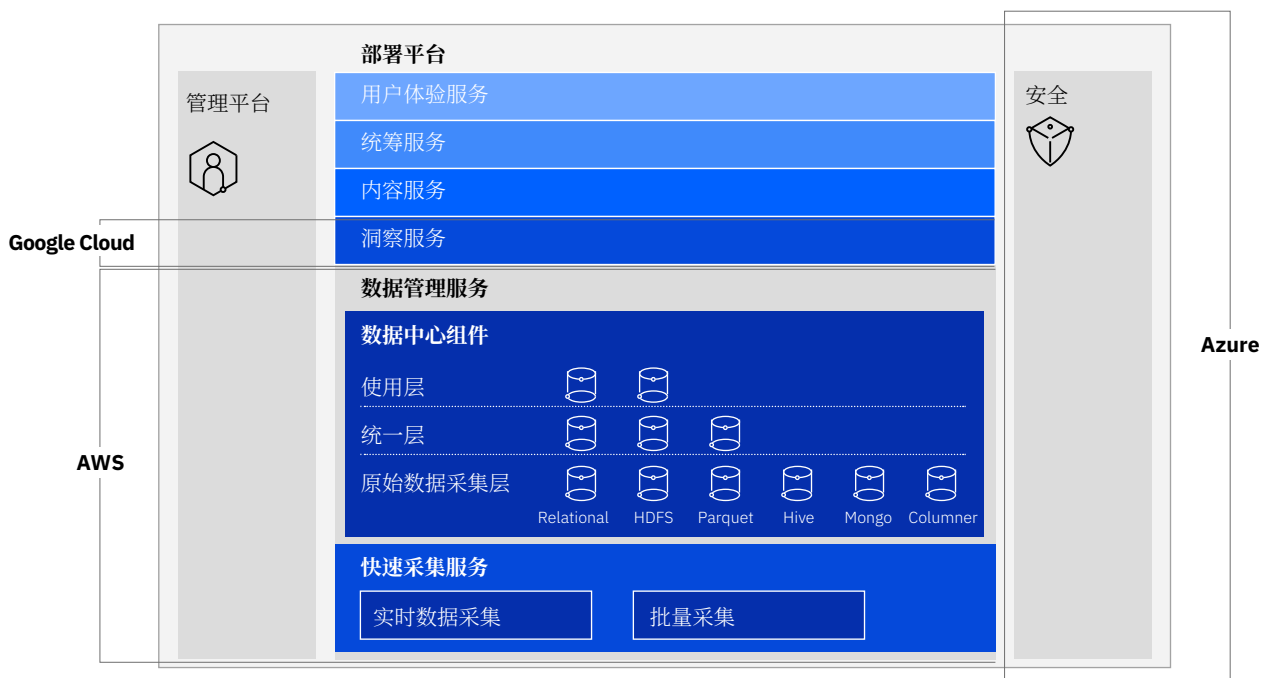 部署平台
管理平台
用户体验服务
安全
统筹服务
内容服务
Google Cloud
洞察服务
数据管理服务
数据中心组件
Azure
使用层
统一层
AWS
原始数据采集层
Relational HDFS Parquet Hive Mongo Columner
快速采集服务
实时数据采集 批量采集